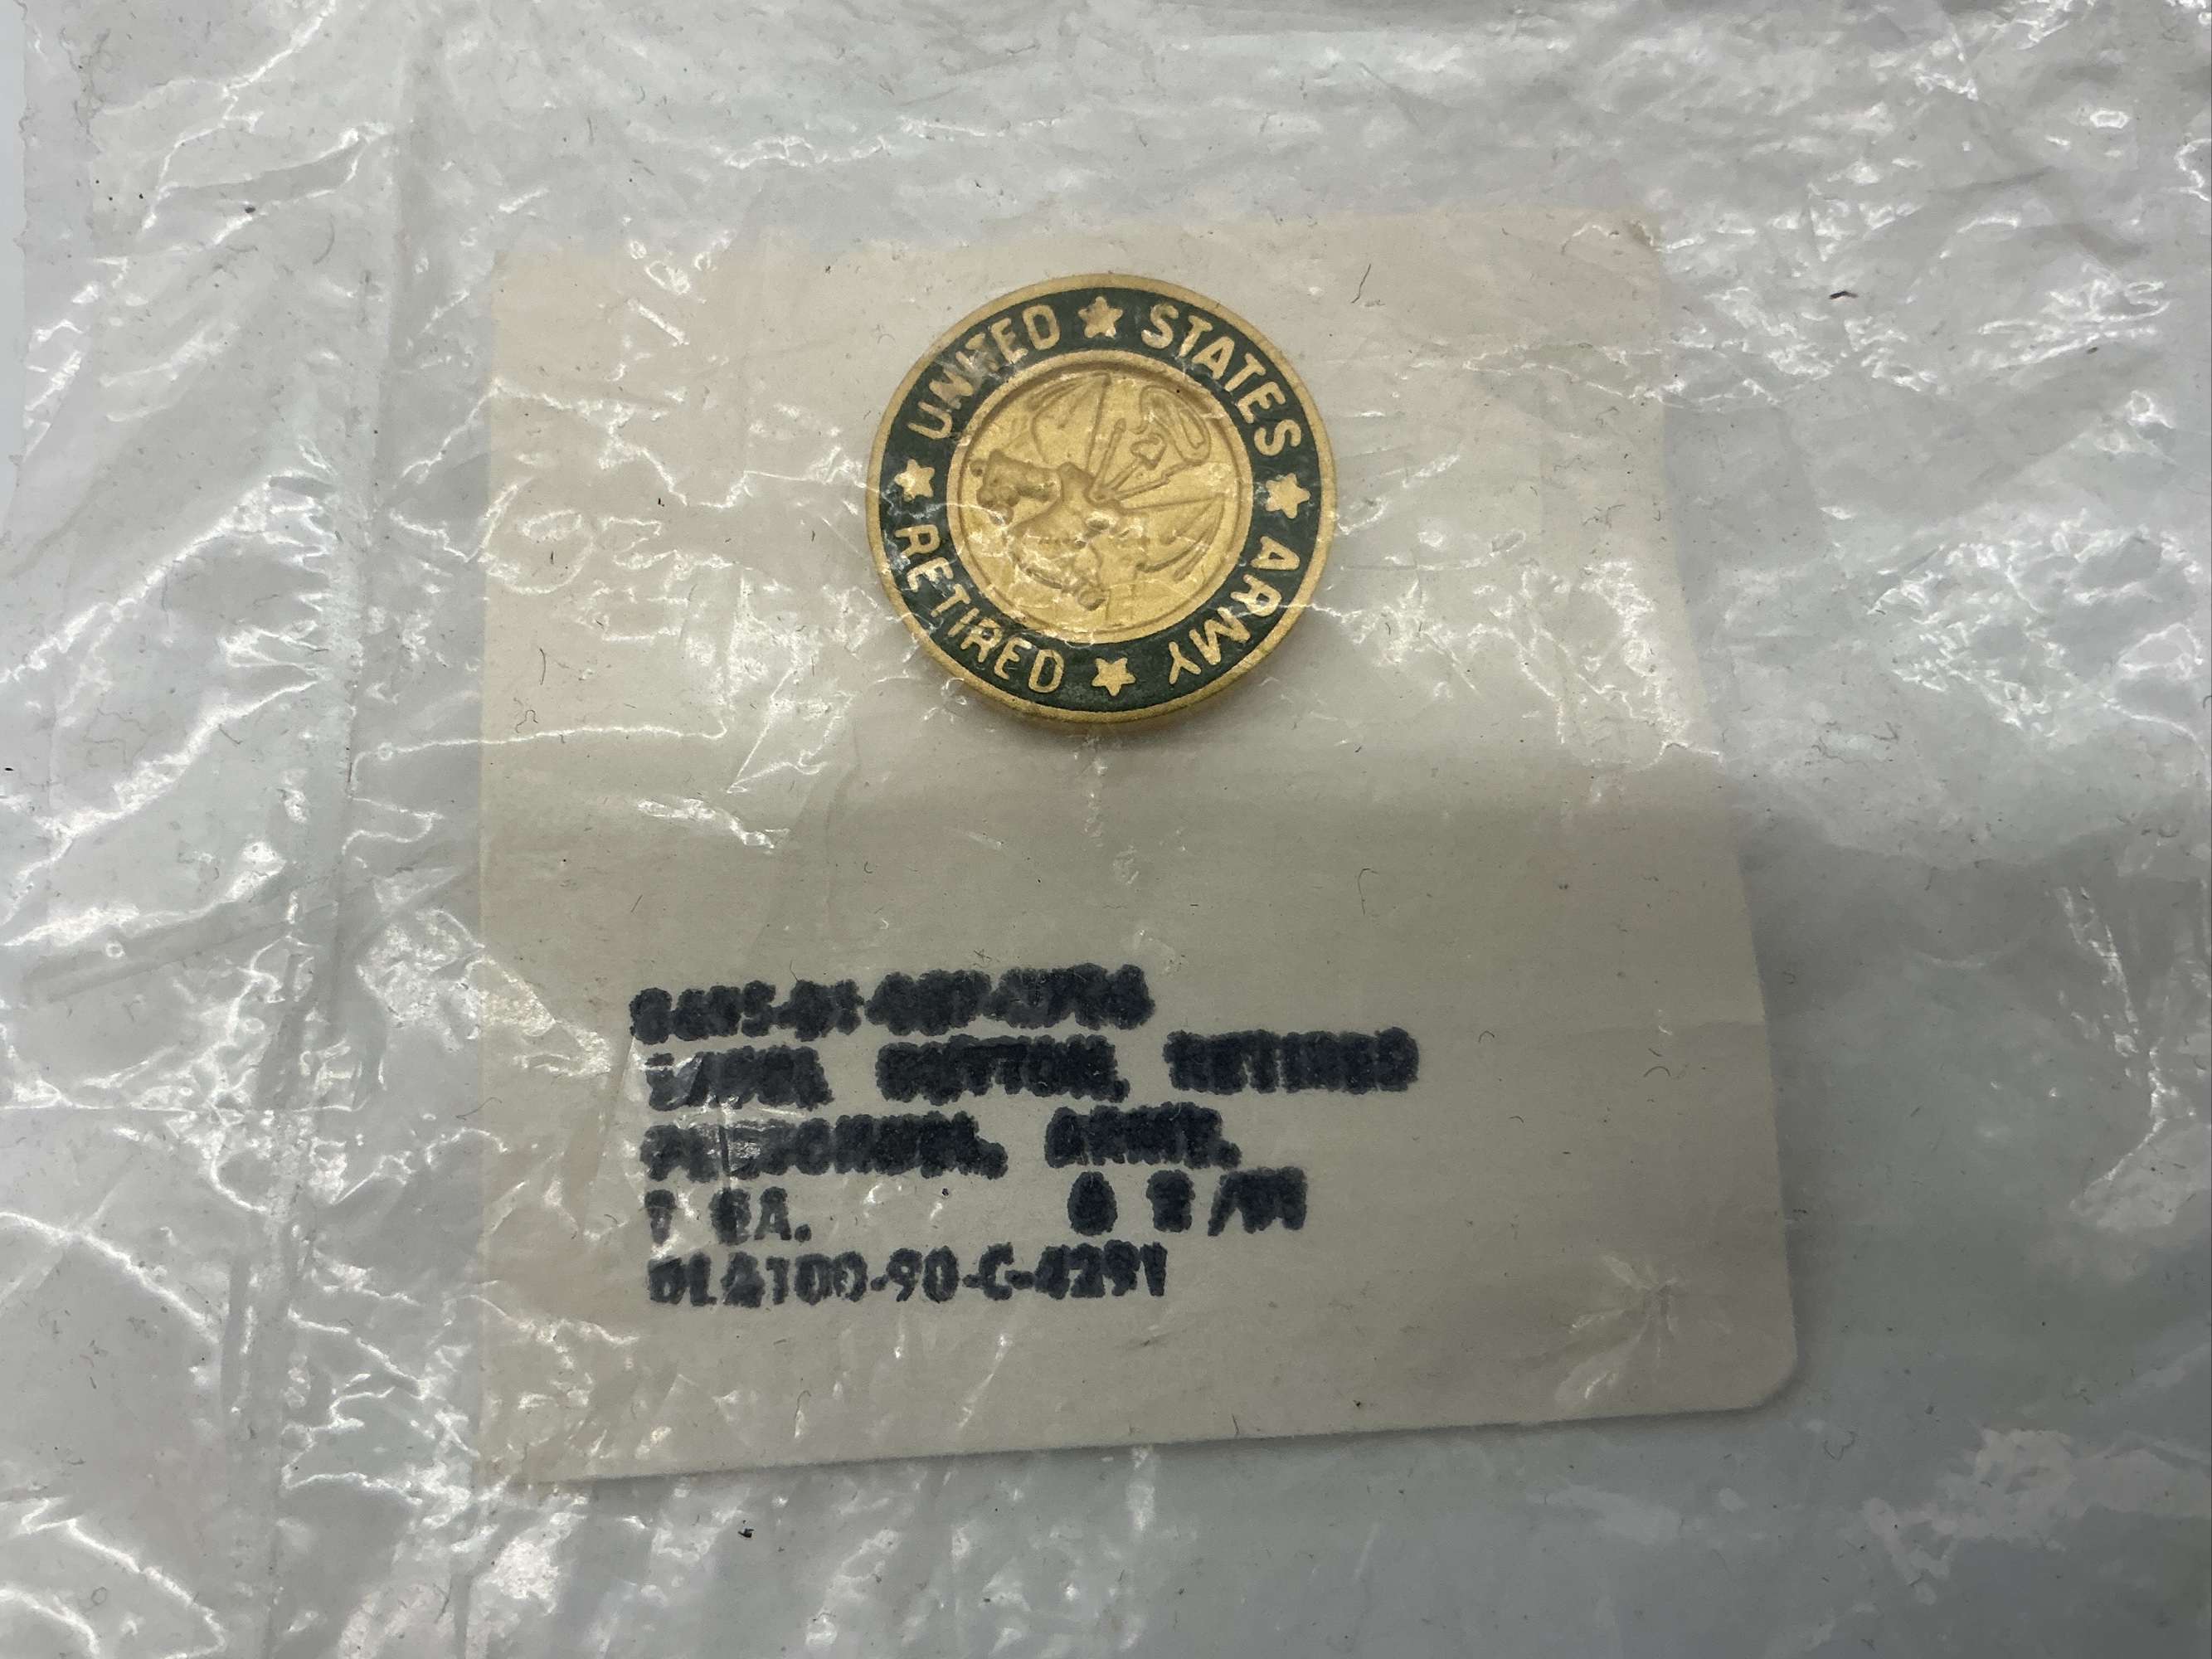 UNITED ★ STATES ★ ARMY ★ RETIRED ★
LAPEL BUTTON, RETIRED
PERSONNEL, ARMY,
1 EA.
DLA100-90-C-4291